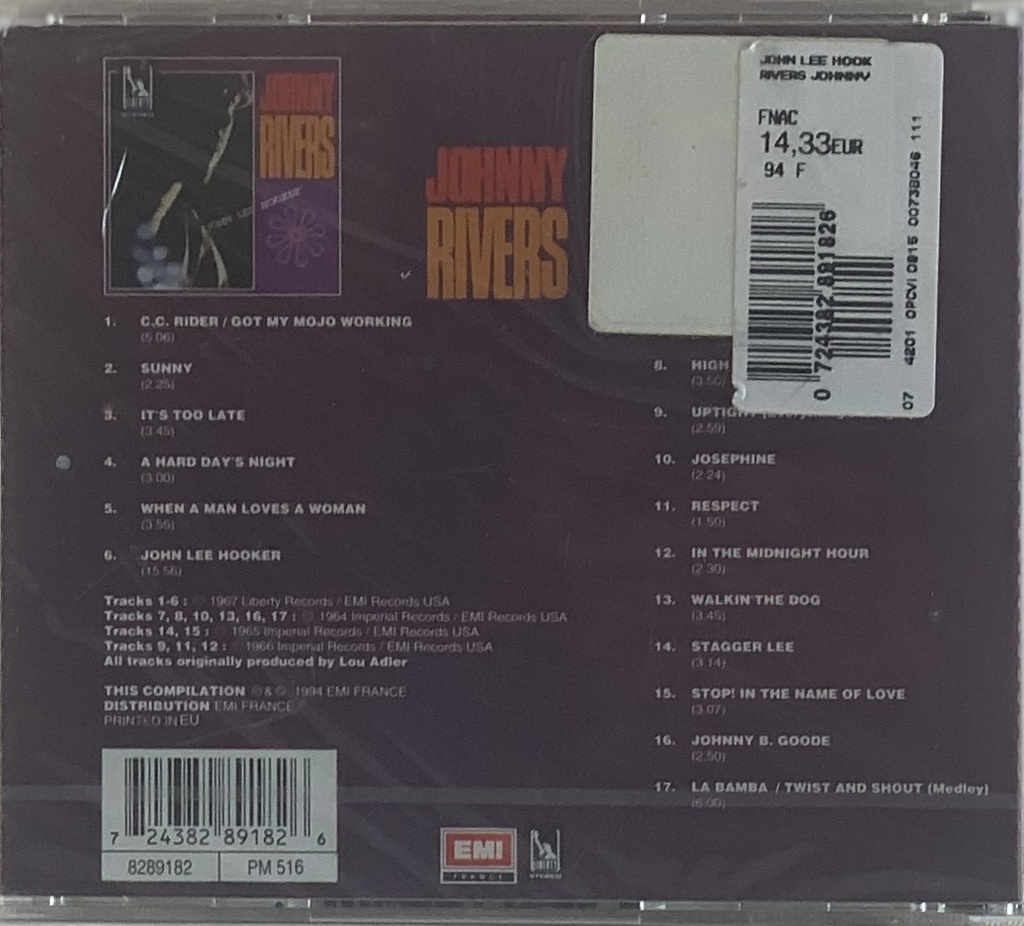 LIBERTY
STEREO
JOHNNY
RIVERS
JOHN LEE HOOKER
JOHNNY
RIVERS
JOHN LEE HOOK
RIVERS JOHNNY
FNAC
14,33EUR
94 F
0 724382 891826
07 4201 OPCVI 0815 00738046 111
1. C.C. RIDER / GOT MY MOJO WORKING
(5:06)
2. SUNNY
(2:25)
3. IT'S TOO LATE
(3:45)
4. A HARD DAY'S NIGHT
(3:00)
5. WHEN A MAN LOVES A WOMAN
(3:55)
6. JOHN LEE HOOKER
(15:56)
Tracks 1-6 : ℗ 1967 Liberty Records / EMI Records USA
Tracks 7, 8, 10, 13, 16, 17 : ℗ 1964 Imperial Records / EMI Records USA
Tracks 14, 15 : ℗ 1965 Imperial Records / EMI Records USA
Tracks 9, 11, 12 : ℗ 1966 Imperial Records / EMI Records USA
All tracks originally produced by Lou Adler
THIS COMPILATION ℗ & © 1994 EMI FRANCE
DISTRIBUTION EMI FRANCE
PRINTED IN EU
8. HIGH
(3:50)
9. UPTIGHT
(2:59)
10. JOSEPHINE
(2:24)
11. RESPECT
(1:50)
12. IN THE MIDNIGHT HOUR
(2:30)
13. WALKIN' THE DOG
(3:45)
14. STAGGER LEE
(3:14)
15. STOP! IN THE NAME OF LOVE
(3:07)
16. JOHNNY B. GOODE
(2:50)
17. LA BAMBA / TWIST AND SHOUT (Medley)
(6:00)
7 24382 89182 6
8289182 PM 516
EMI
FRANCE
LIBERTY
STEREO